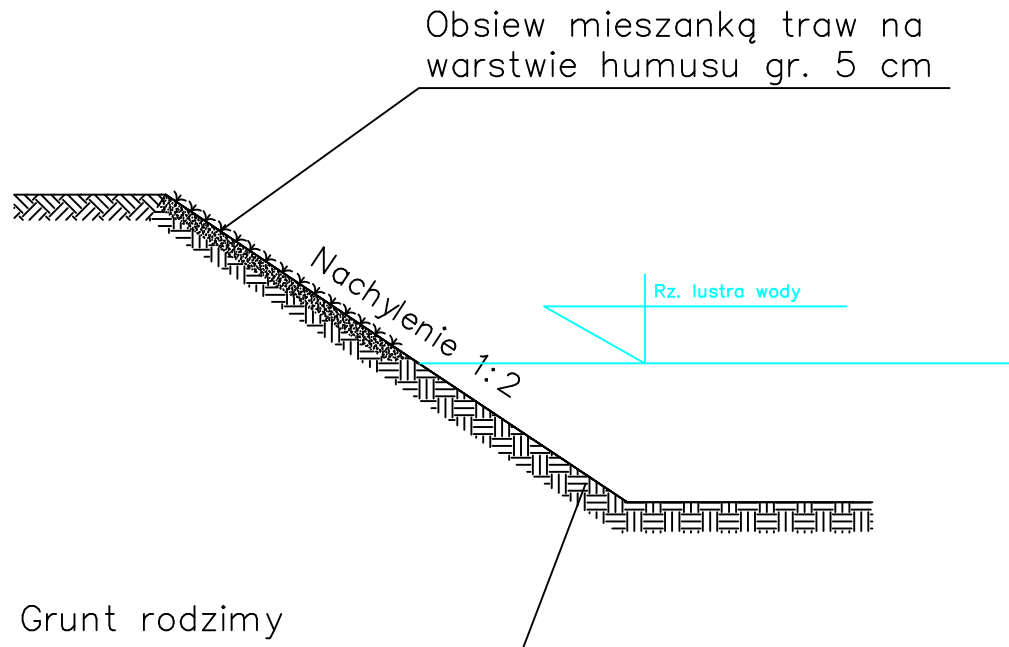 Obsiew mieszanką traw na
warstwie humusu gr. 5 cm
Nachylenie 1:2
Rz. lustra wody
Grunt rodzimy